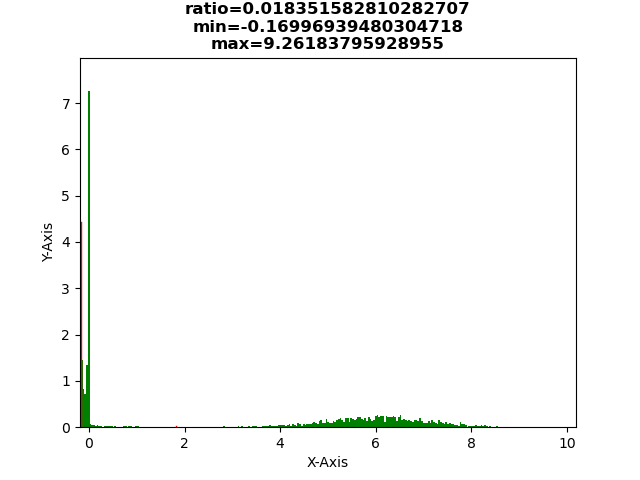 ratio=0.018351582810282707
min=-0.16996939480304718
max=9.26183795928955
7
6
5
4
3
2
1
0
Y-Axis
0 2 4 6 8 10
X-Axis